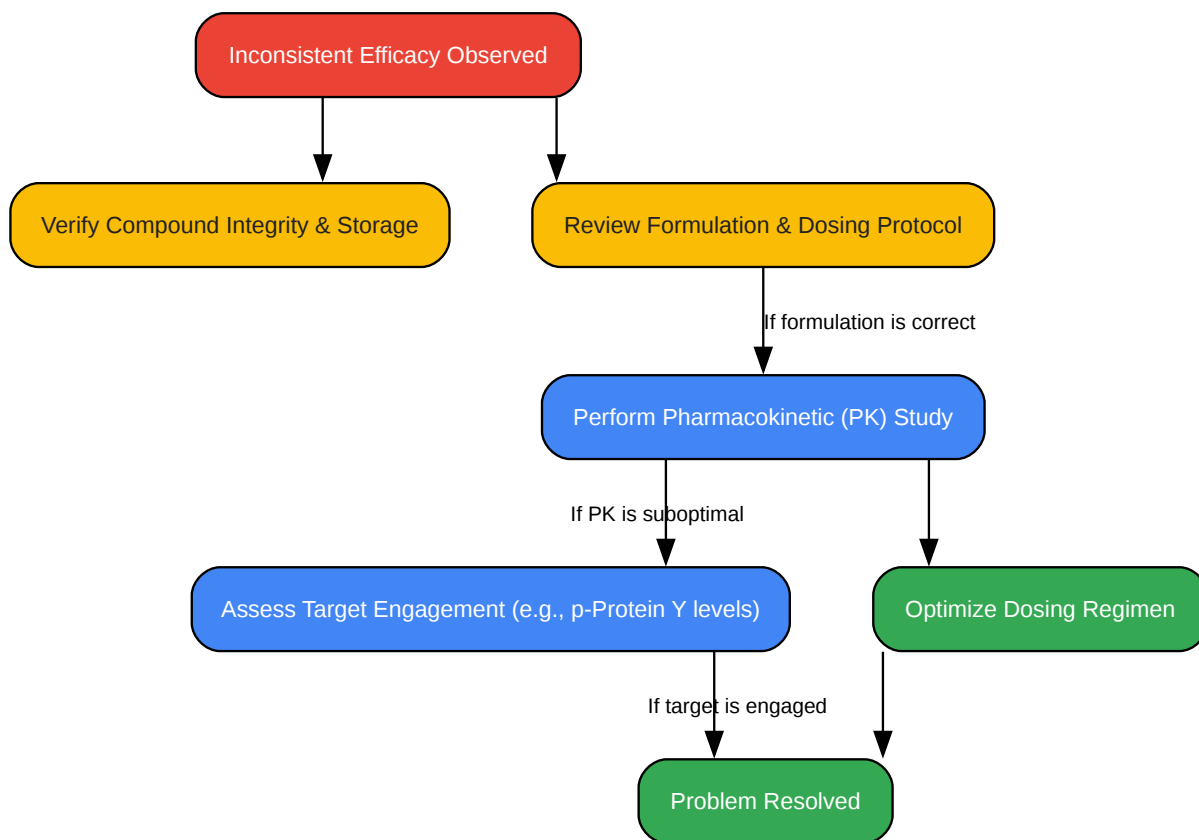 Inconsistent Efficacy Observed
Verify Compound Integrity & Storage
Review Formulation & Dosing Protocol
If formulation is correct
Perform Pharmacokinetic (PK) Study
If PK is suboptimal
Assess Target Engagement (e.g., p-Protein Y levels)
Optimize Dosing Regimen
If target is engaged
Problem Resolved